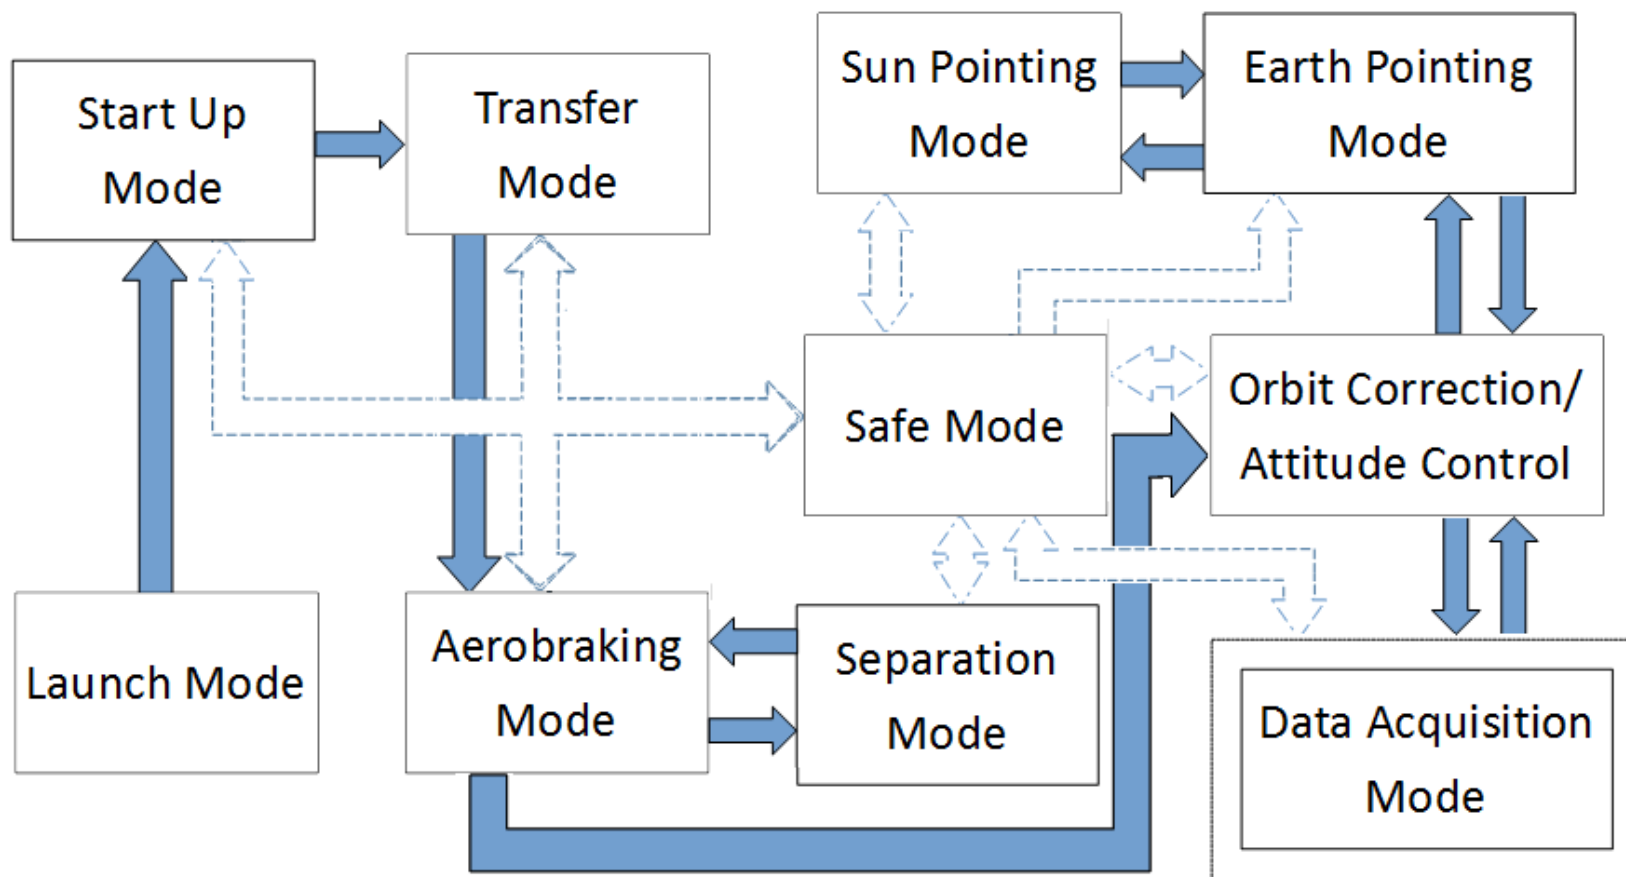 Start Up
Mode
Transfer
Mode
Sun Pointing
Mode
Earth Pointing
Mode
Safe Mode
Orbit Correction/
Attitude Control
Launch Mode
Aerobraking
Mode
Separation
Mode
Data Acquisition
Mode